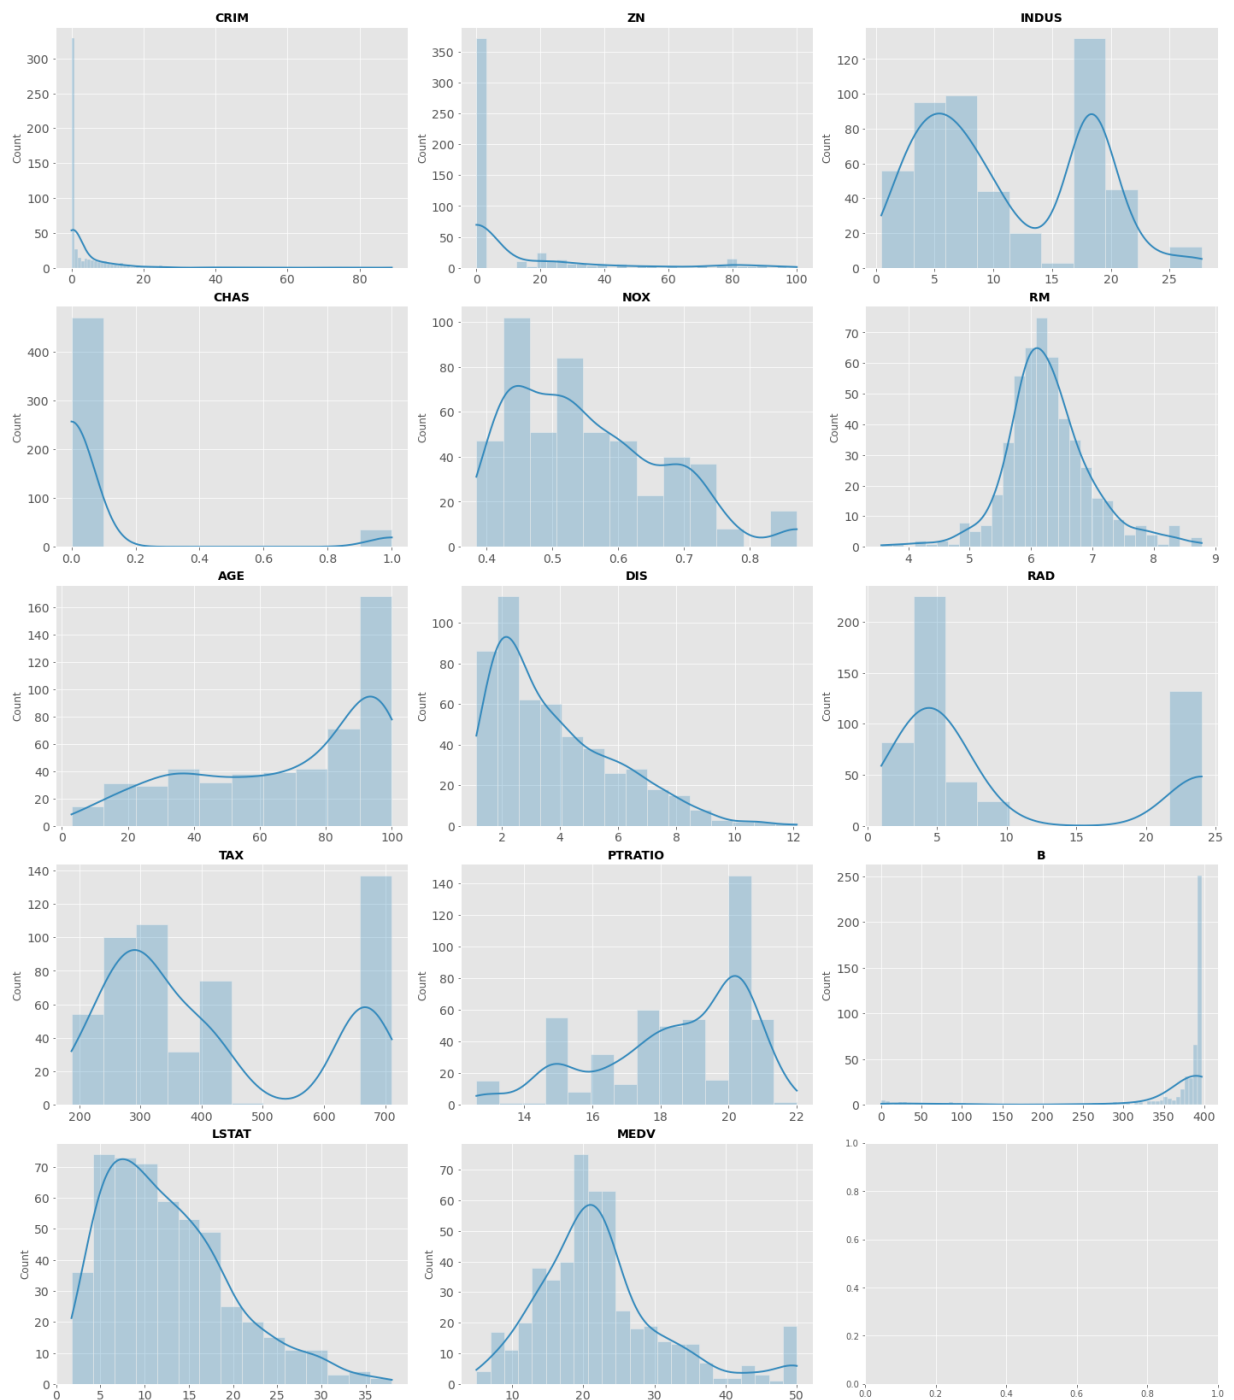 CRIM ZN INDUS
Count 0 50 100 150 200 250 300
0 20 40 60 80
Count 0 50 100 150 200 250 300 350
0 20 40 60 80 100
Count 0 20 40 60 80 100 120
0 5 10 15 20 25
CHAS NOX RM
Count 0 100 200 300 400
0.0 0.2 0.4 0.6 0.8 1.0
Count 0 20 40 60 80 100
0.4 0.5 0.6 0.7 0.8
Count 0 10 20 30 40 50 60 70
4 5 6 7 8 9
AGE DIS RAD
Count 0 20 40 60 80 100 120 140 160
0 20 40 60 80 100
Count 0 20 40 60 80 100
2 4 6 8 10 12
Count 0 50 100 150 200
0 5 10 15 20 25
TAX PTRATIO B
Count 0 20 40 60 80 100 120 140
200 300 400 500 600 700
Count 0 20 40 60 80 100 120 140
14 16 18 20 22
Count 0 50 100 150 200 250
0 50 100 150 200 250 300 350 400
LSTAT MEDV
Count 0 10 20 30 40 50 60 70
0 5 10 15 20 25 30 35
Count 0 10 20 30 40 50 60 70
10 20 30 40 50
0.0 0.2 0.4 0.6 0.8 1.0
0.0 0.2 0.4 0.6 0.8 1.0